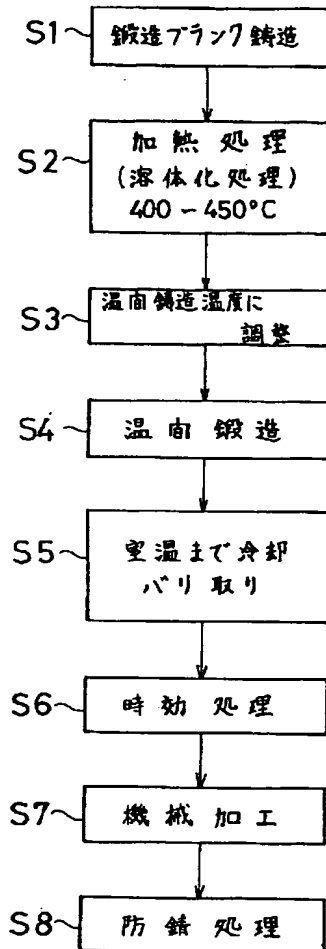 S1 鍛造ブランク鋳造
S2 加熱処理
(溶体化処理)
400-450°C
S3 温間鋳造温度に
調整
S4 温間鍛造
S5 室温まで冷却
バリ取り
S6 時効処理
S7 機械加工
S8 防錆処理